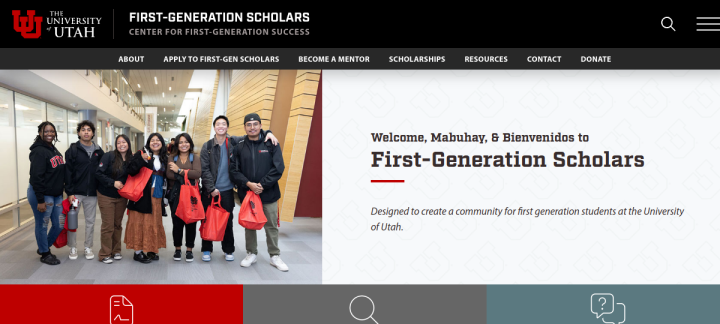 THE
UNIVERSITY
of UTAH
FIRST-GENERATION SCHOLARS
CENTER FOR FIRST-GENERATION SUCCESS
ABOUT APPLY TO FIRST-GEN SCHOLARS BECOME A MENTOR SCHOLARSHIPS RESOURCES CONTACT DONATE
Welcome, Mabuhay, & Bienvenidos to
First-Generation Scholars
Designed to create a community for first generation students at the University
of Utah.